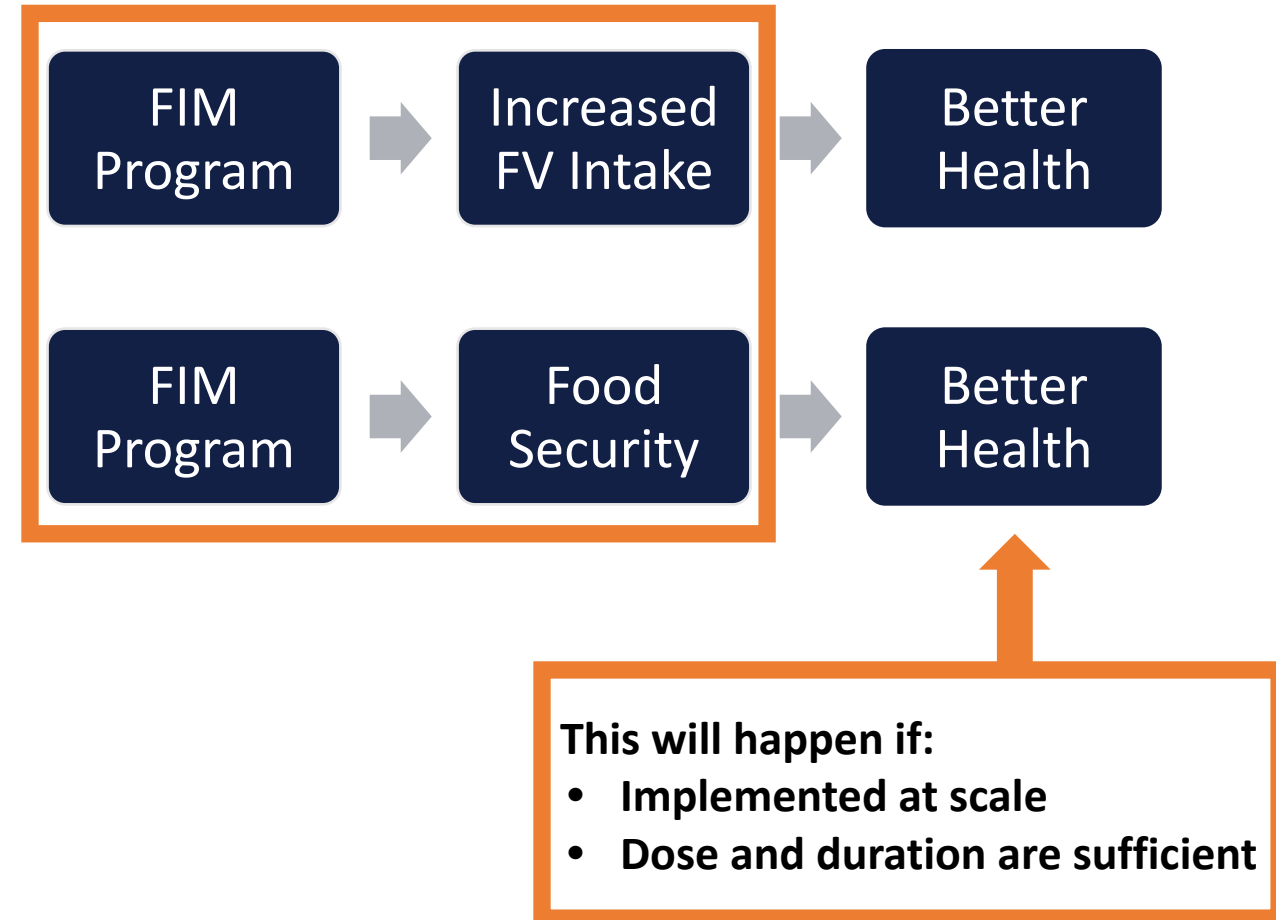 FIM
Program
Increased
FV Intake
Better
Health
FIM
Program
Food
Security
Better
Health
This will happen if:
• Implemented at scale
• Dose and duration are sufficient